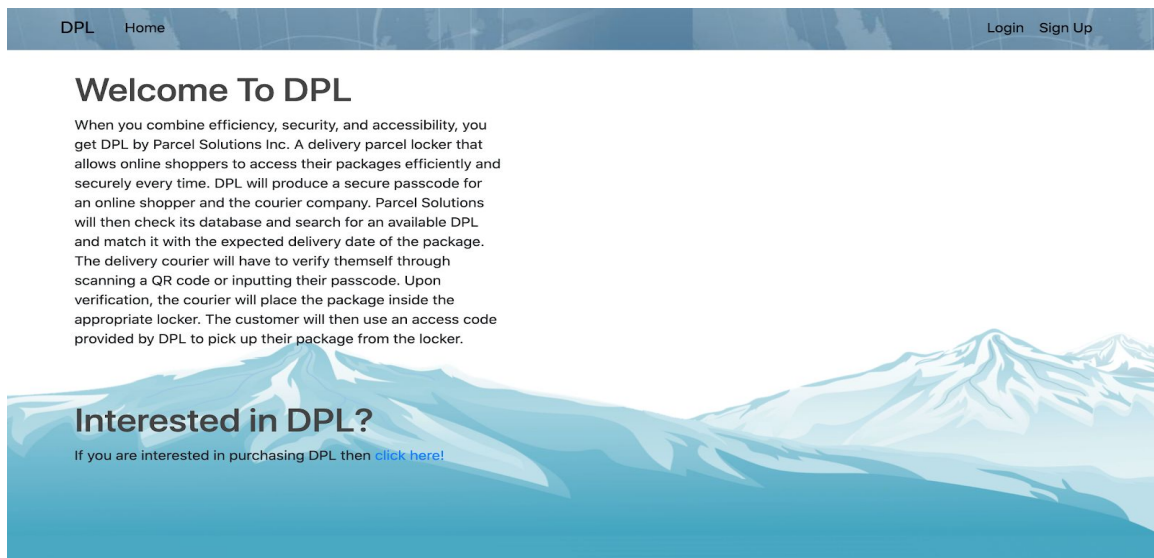 DPL Home Login Sign Up
Welcome To DPL
When you combine efficiency, security, and accessibility, you
get DPL by Parcel Solutions Inc. A delivery parcel locker that
allows online shoppers to access their packages efficiently and
securely every time. DPL will produce a secure passcode for
an online shopper and the courier company. Parcel Solutions
will then check its database and search for an available DPL
and match it with the expected delivery date of the package.
The delivery courier will have to verify themself through
scanning a QR code or inputting their passcode. Upon
verification, the courier will place the package inside the
appropriate locker. The customer will then use an access code
provided by DPL to pick up their package from the locker.
Interested in DPL?
If you are interested in purchasing DPL then click here!